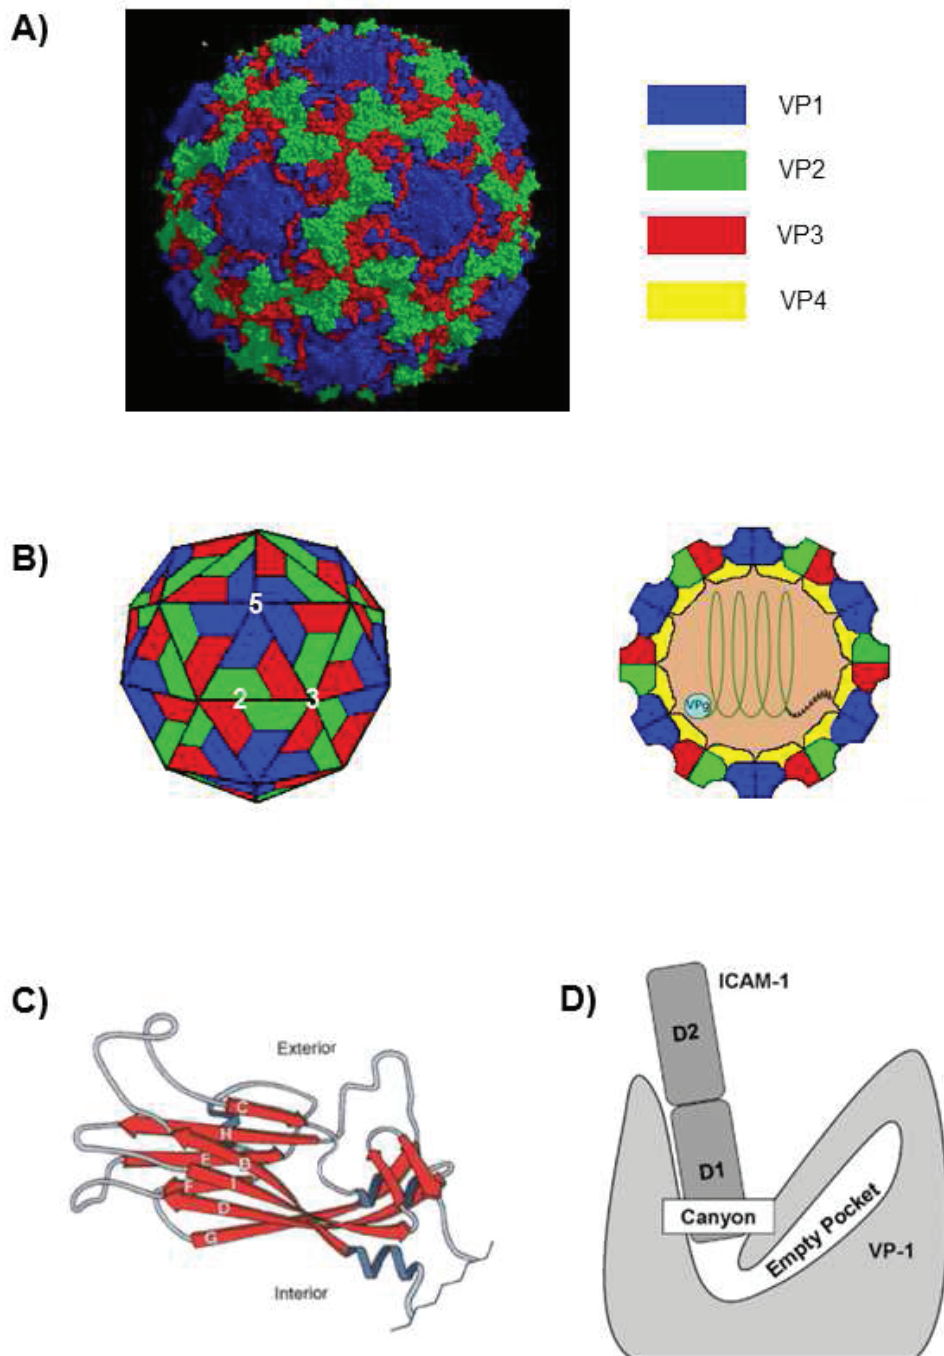 A)
VP1
VP2
VP3
VP4
B)
5
2
3
VPg
C)
Exterior
C
H
E
B
I
F
D
G
Interior
D)
ICAM-1
D2
D1
Canyon
Empty Pocket
VP-1